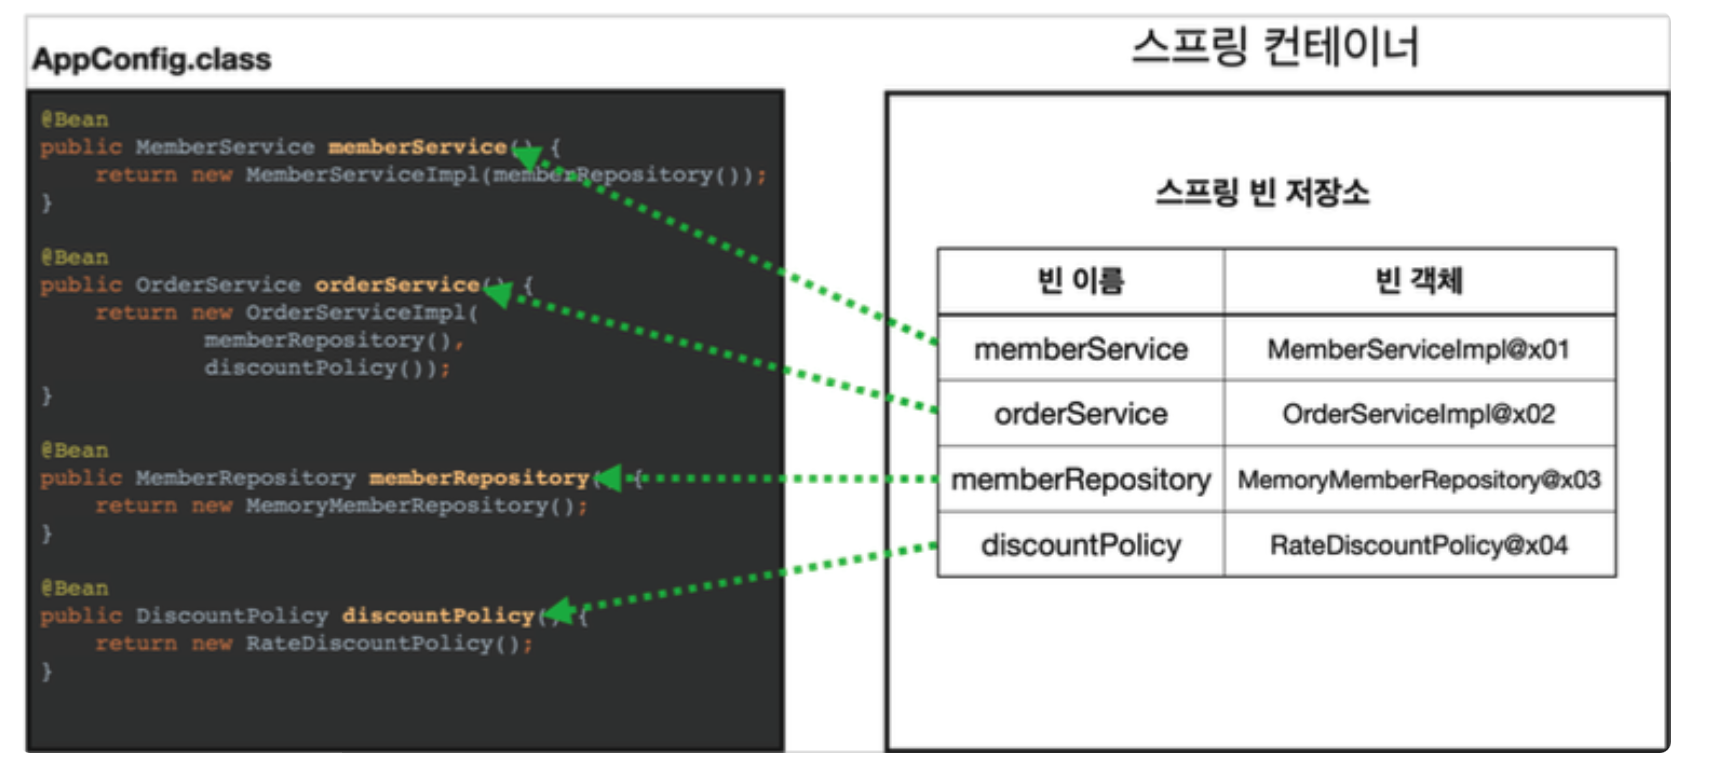 AppConfig.class
@Bean
public MemberService memberService() {
return new MemberServiceImpl(memberRepository());
}
@Bean
public OrderService orderService() {
return new OrderServiceImpl(
memberRepository(),
discountPolicy());
}
@Bean
public MemberRepository memberRepository() {
return new MemoryMemberRepository();
}
@Bean
public DiscountPolicy discountPolicy() {
return new RateDiscountPolicy();
}
스프링 컨테이너
스프링 빈 저장소
빈 이름 빈 객체
memberService MemberServiceImpl@x01
orderService OrderServiceImpl@x02
memberRepository MemoryMemberRepository@x03
discountPolicy RateDiscountPolicy@x04